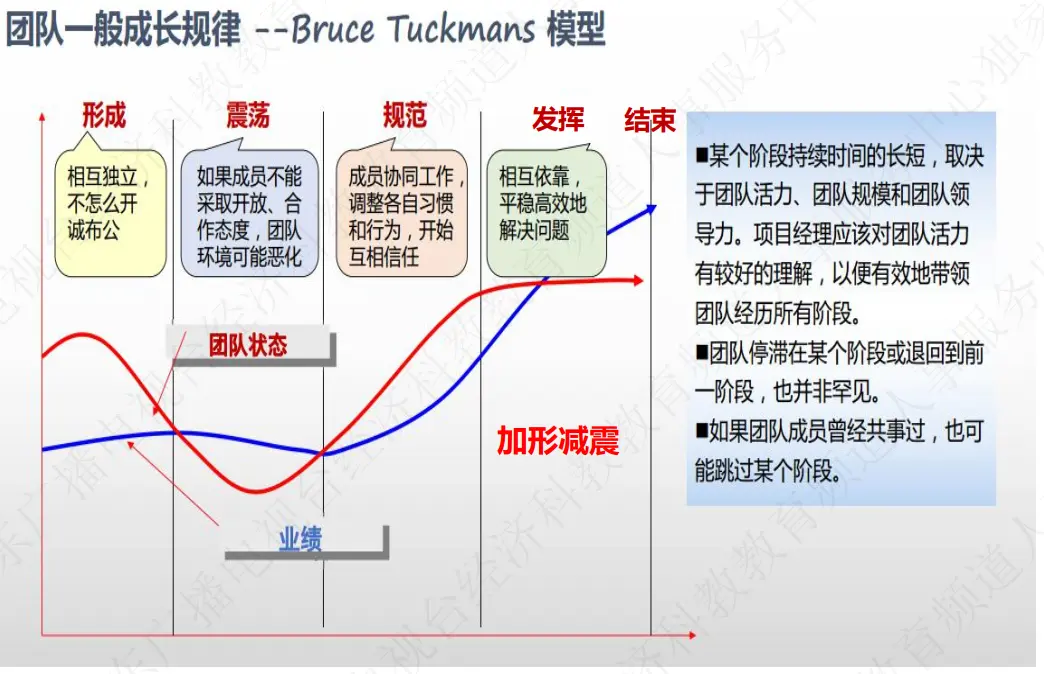 团队一般成长规律 --Bruce Tuckmans 模型
形成
震荡
规范
发挥
结束
相互独立，
不怎么开
诚布公
如果成员不能
采取开放、合
作态度，团队
环境可能恶化
成员协同工作，
调整各自习惯
和行为，开始
互相信任
相互依靠，
平稳高效地
解决问题
团队状态
加形减震
业绩
■某个阶段持续时间的长短，取决
于团队活力、团队规模和团队领
导力。项目经理应该对团队活力
有较好的理解，以便有效地带领
团队经历所有阶段。
■团队停滞在某个阶段或退回到前
一阶段，也并非罕见。
■如果团队成员曾经共事过，也可
能跳过某个阶段。